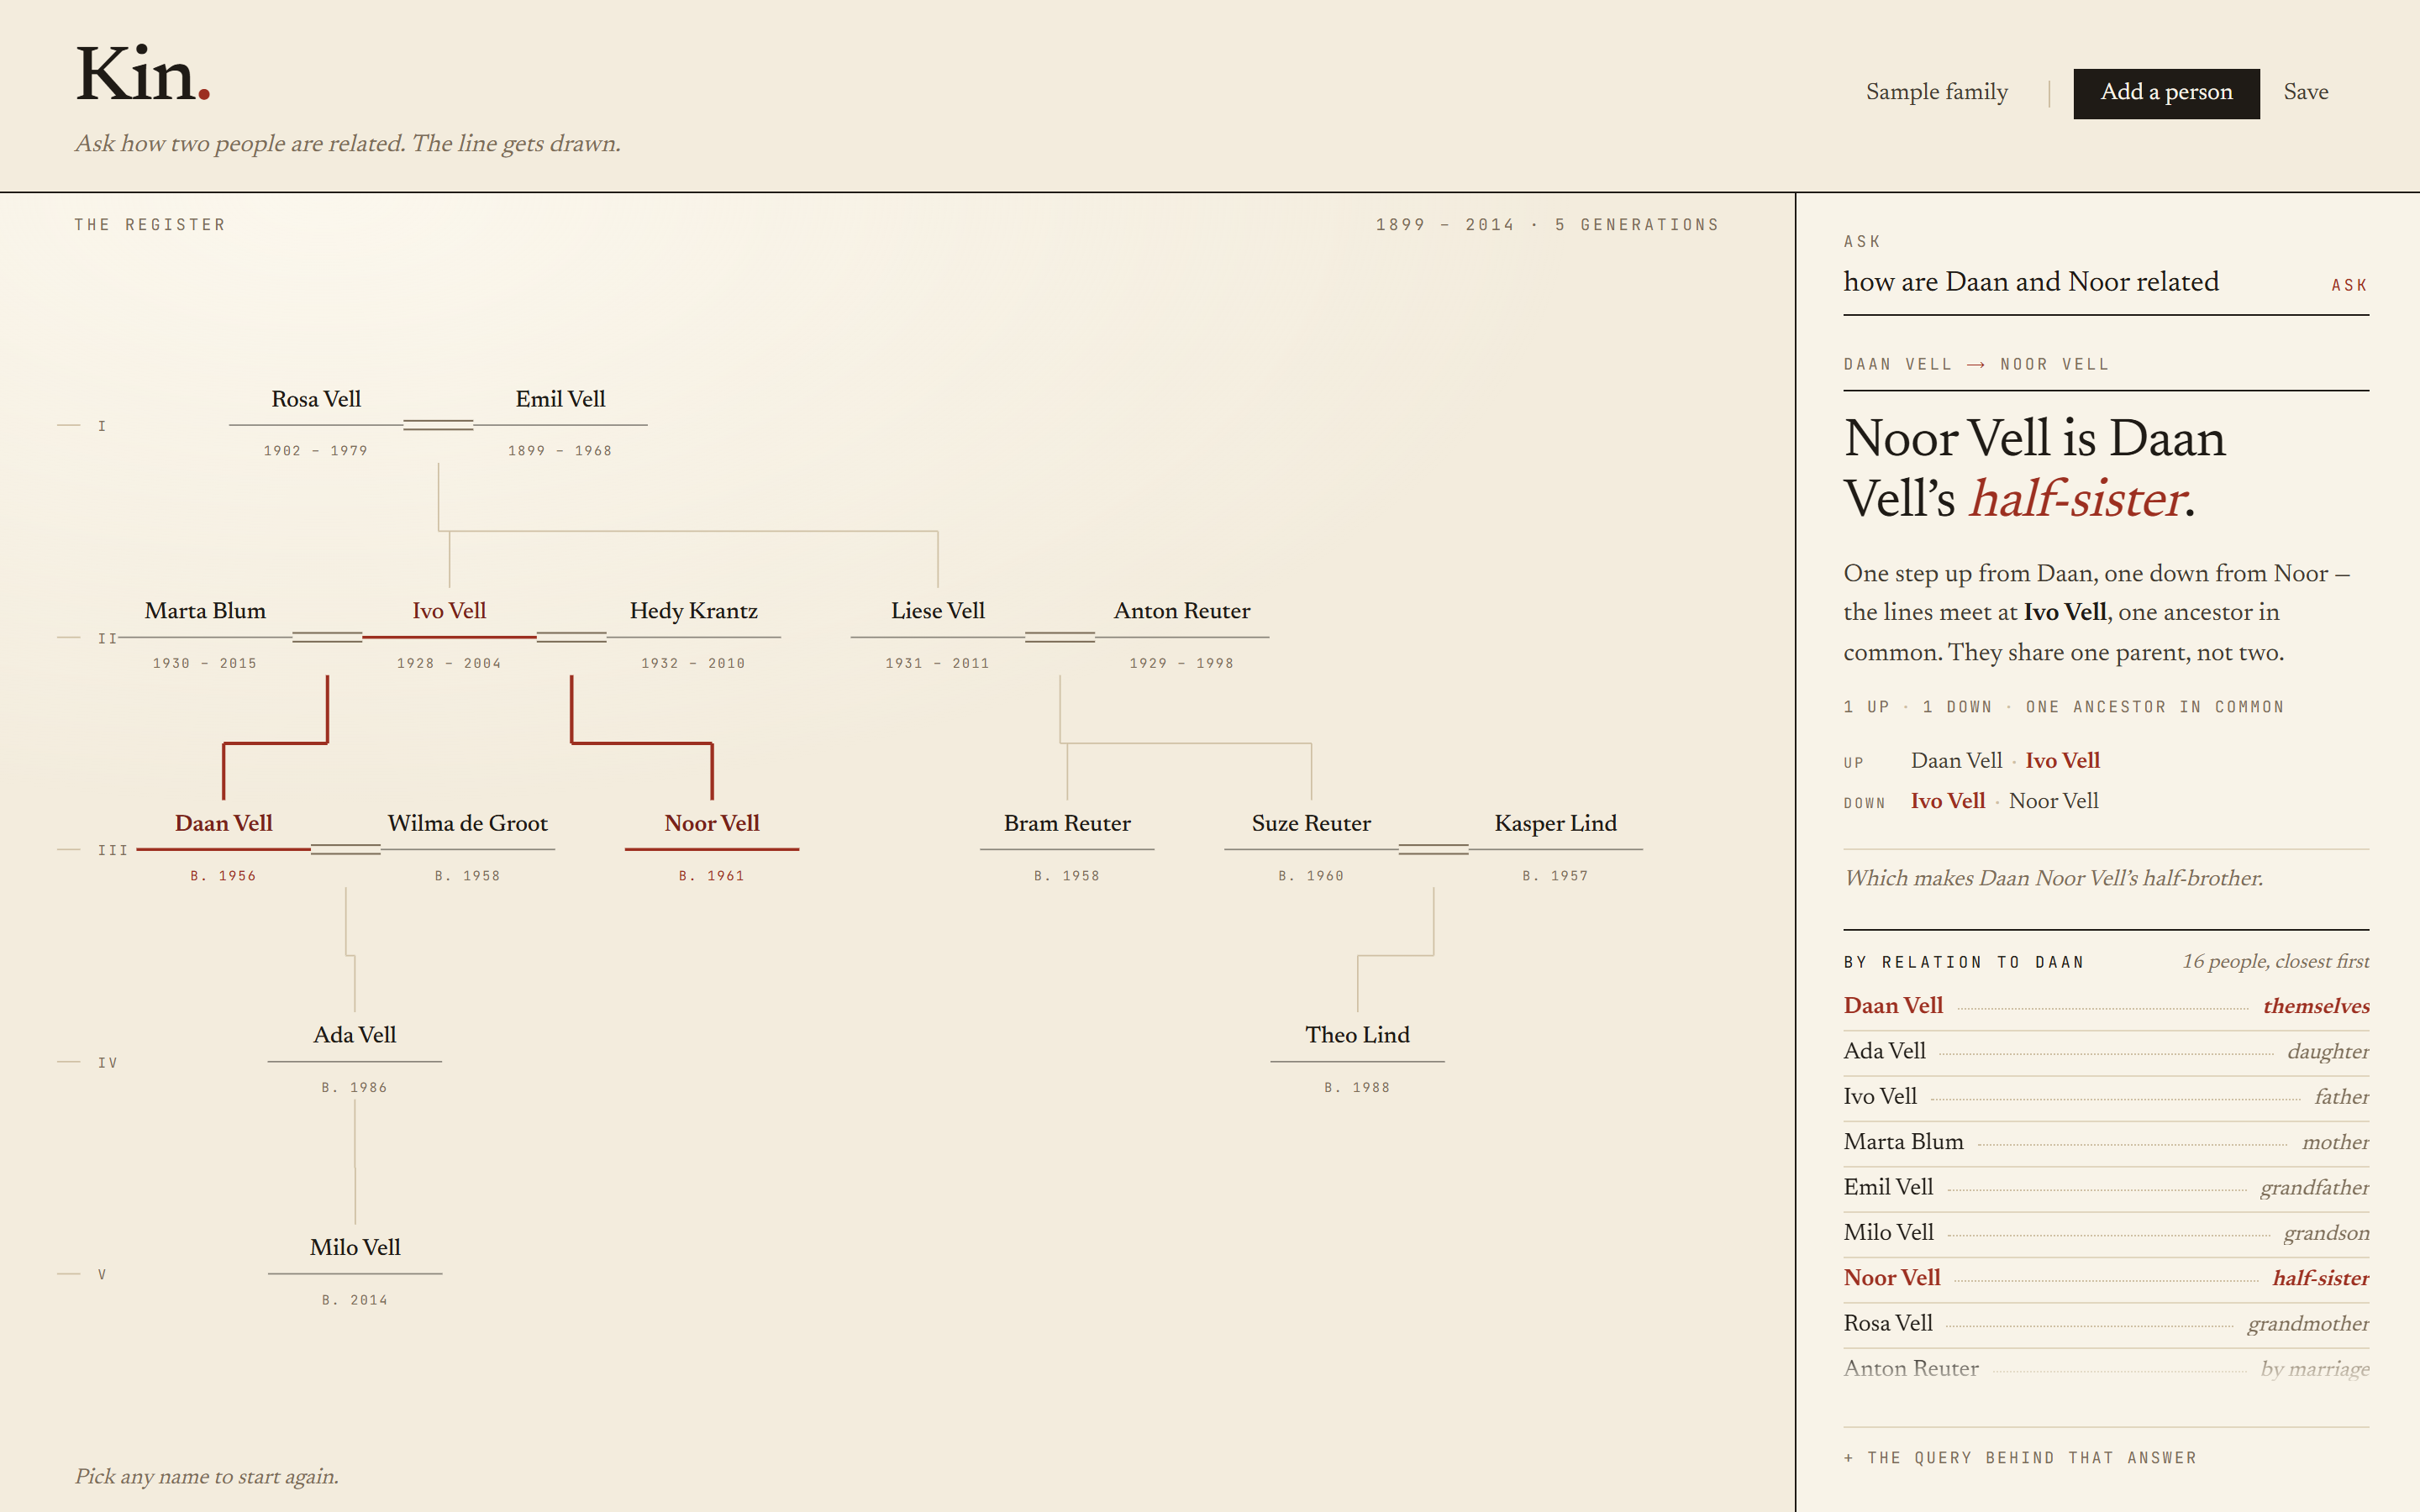 Kin.
Ask how two people are related. The line gets drawn.
Sample family
Add a person
Save
THE REGISTER
1899 – 2014 · 5 GENERATIONS
I
Rosa Vell
1902 – 1979
Emil Vell
1899 – 1968
II
Marta Blum
1930 – 2015
Ivo Vell
1928 – 2004
Hedy Krantz
1932 – 2010
Liese Vell
1931 – 2011
Anton Reuter
1929 – 1998
III
Daan Vell
B. 1956
Wilma de Groot
B. 1958
Noor Vell
B. 1961
Bram Reuter
B. 1958
Suze Reuter
B. 1960
Kasper Lind
B. 1957
IV
Ada Vell
B. 1986
Theo Lind
B. 1988
V
Milo Vell
B. 2014
Pick any name to start again.
ASK
how are Daan and Noor related
ASK
DAAN VELL → NOOR VELL
Noor Vell is Daan
Vell’s half-sister.
One step up from Daan, one down from Noor —
the lines meet at Ivo Vell, one ancestor in
common. They share one parent, not two.
1 UP · 1 DOWN · ONE ANCESTOR IN COMMON
UP Daan Vell · Ivo Vell
DOWN Ivo Vell · Noor Vell
Which makes Daan Noor Vell’s half-brother.
BY RELATION TO DAAN
16 people, closest first
Daan Vell themselves
Ada Vell daughter
Ivo Vell father
Marta Blum mother
Emil Vell grandfather
Milo Vell grandson
Noor Vell half-sister
Rosa Vell grandmother
Anton Reuter by marriage
+ THE QUERY BEHIND THAT ANSWER